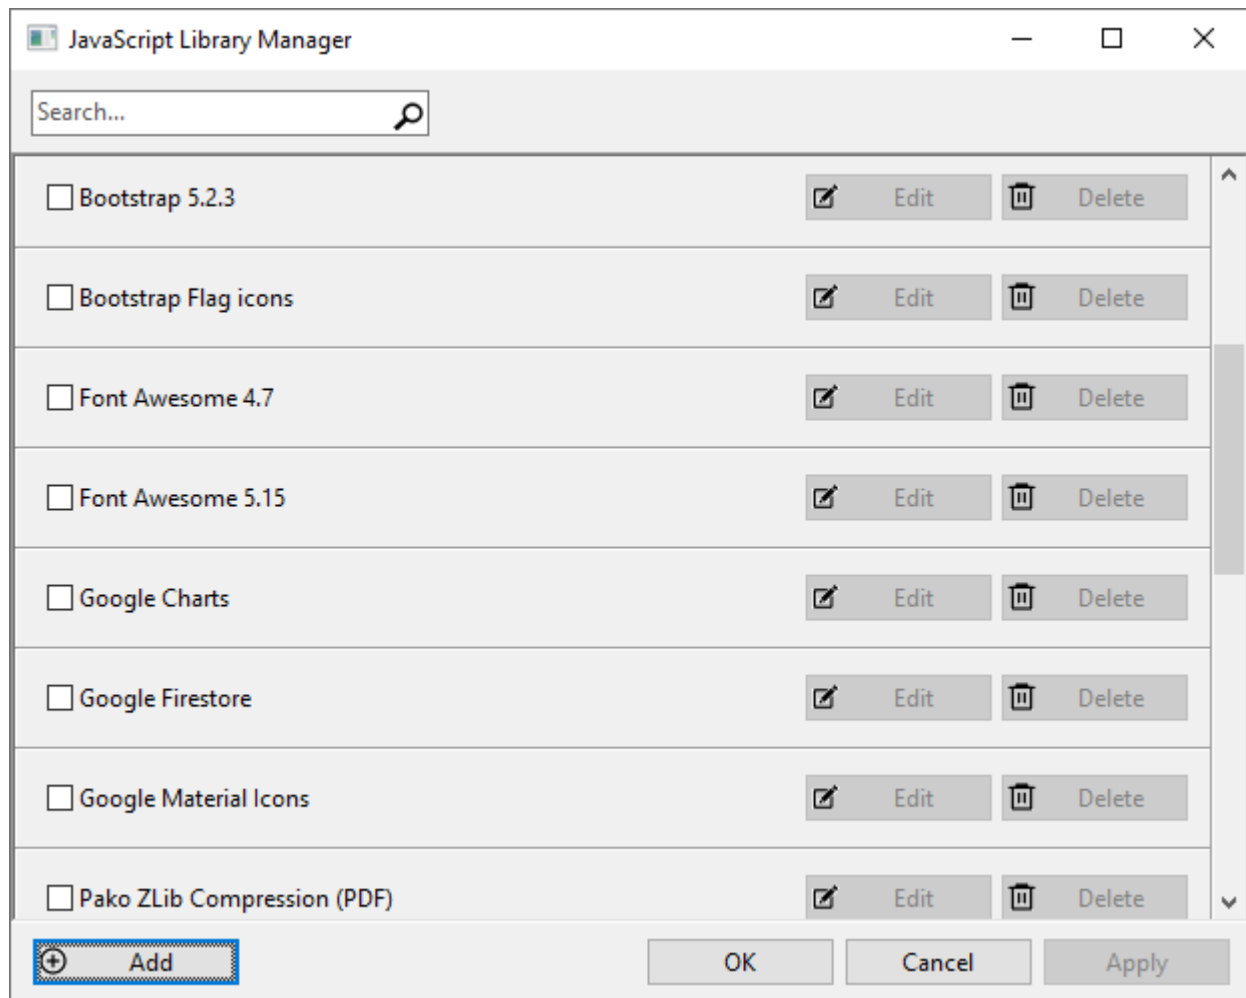 JavaScript Library Manager
Search...
Bootstrap 5.2.3 Edit Delete
Bootstrap Flag icons Edit Delete
Font Awesome 4.7 Edit Delete
Font Awesome 5.15 Edit Delete
Google Charts Edit Delete
Google Firestore Edit Delete
Google Material Icons Edit Delete
Pako ZLib Compression (PDF) Edit Delete
Add OK Cancel Apply